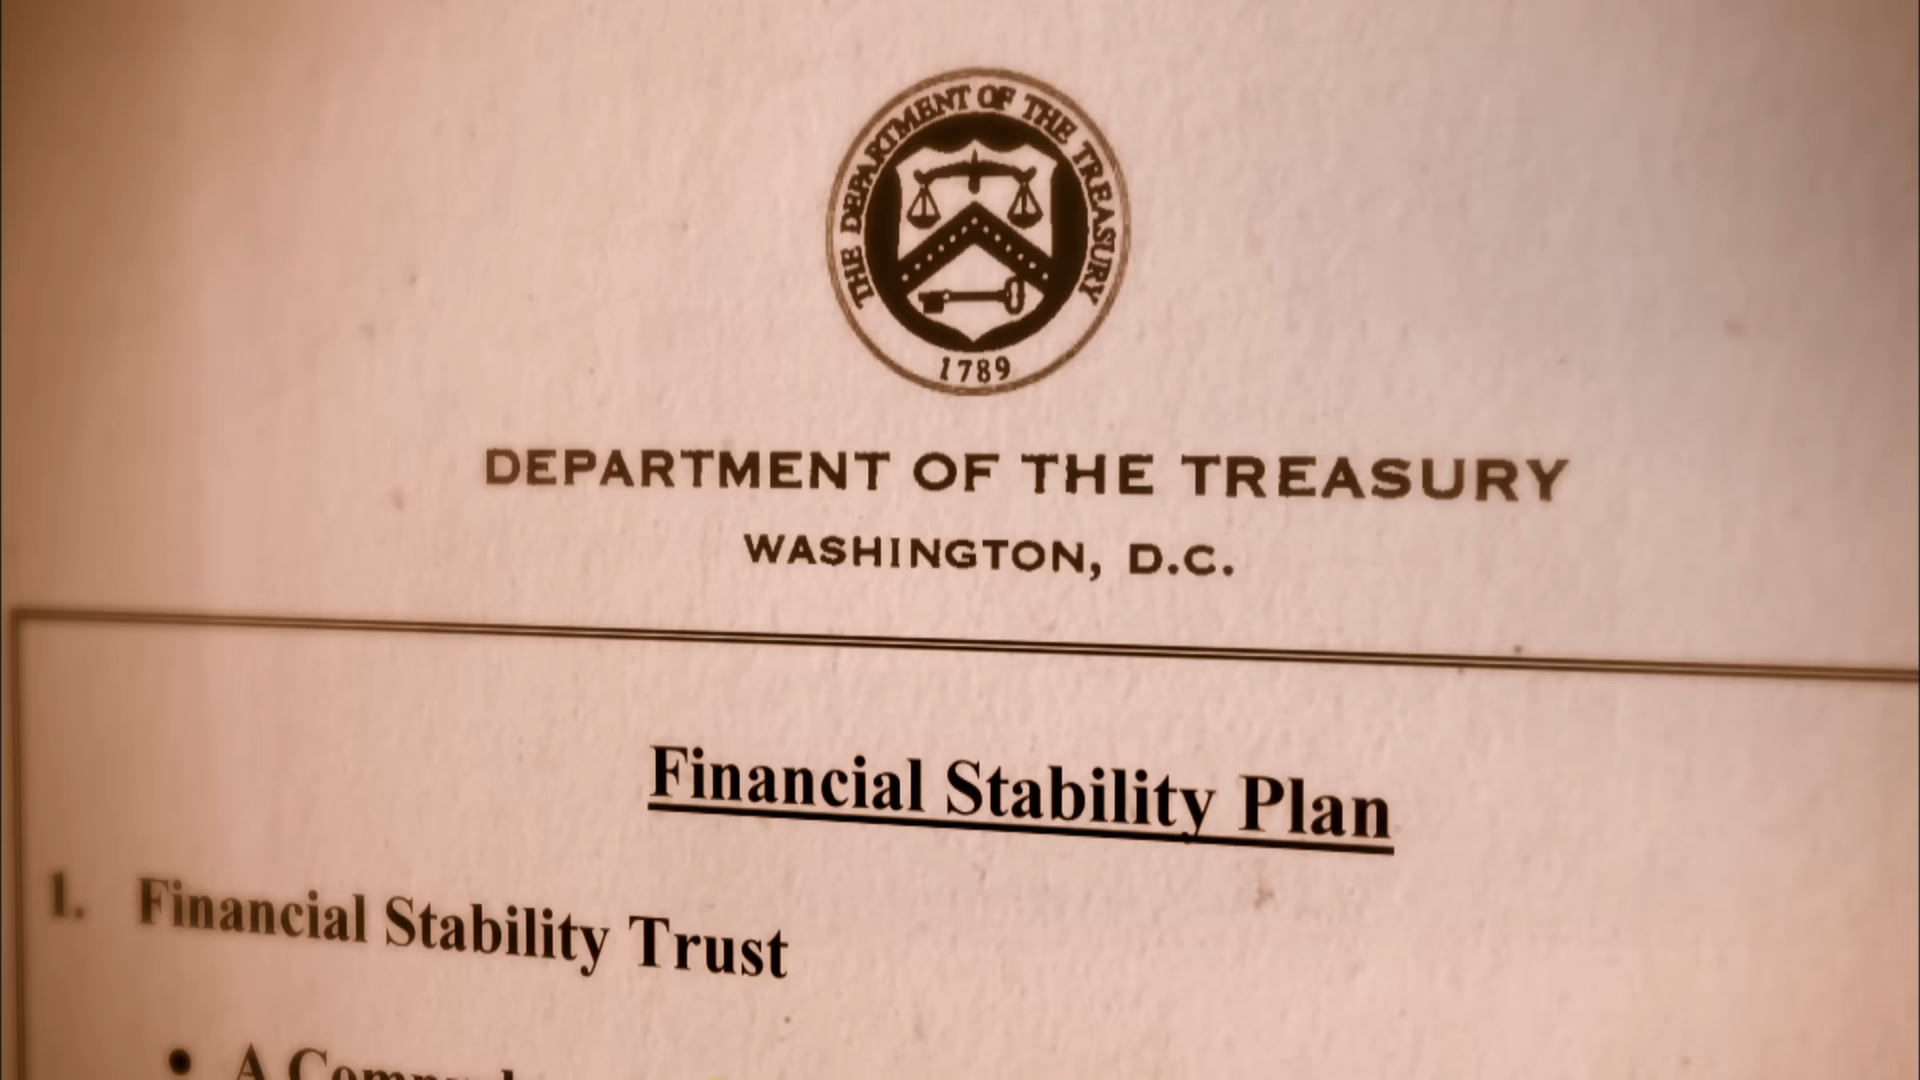 THE DEPARTMENT OF THE TREASURY
1789
DEPARTMENT OF THE TREASURY
WASHINGTON, D.C.
Financial Stability Plan
1. Financial Stability Trust
• A